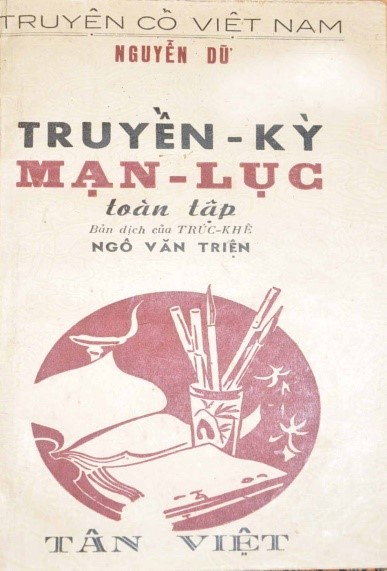 TRUYỆN CỔ VIỆT NAM
NGUYỄN DỮ
TRUYỀN-KỲ
MẠN-LỤC
toàn tập
Bản dịch của TRÚC-KHÊ
NGÔ VĂN TRIỆN
TÂN VIỆT